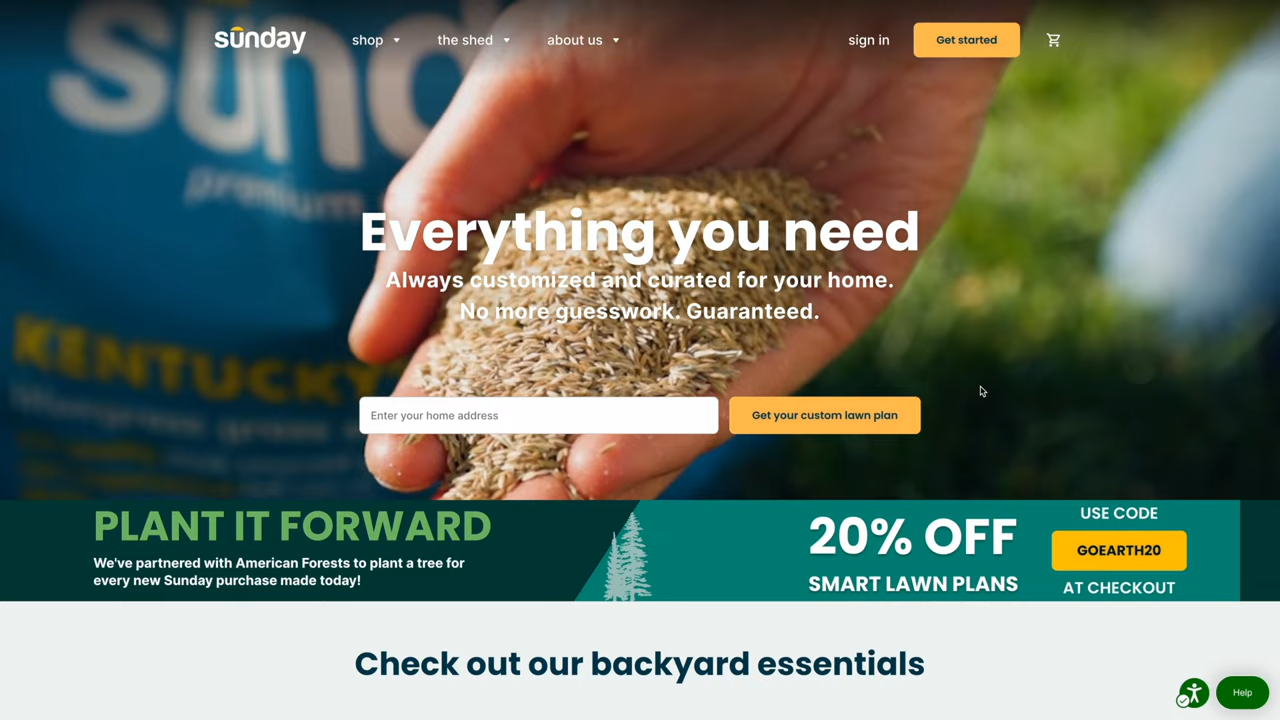 sunday
shop
the shed
about us
sign in
Get started
sund
premium
Everything you need
Always customized and curated for your home.
No more guesswork. Guaranteed.
KENTUCKY
Enter your home address
Get your custom lawn plan
PLANT IT FORWARD
We've partnered with American Forests to plant a tree for
every new Sunday purchase made today!
20% OFF
SMART LAWN PLANS
USE CODE
GOEARTH20
AT CHECKOUT
Check out our backyard essentials
Help